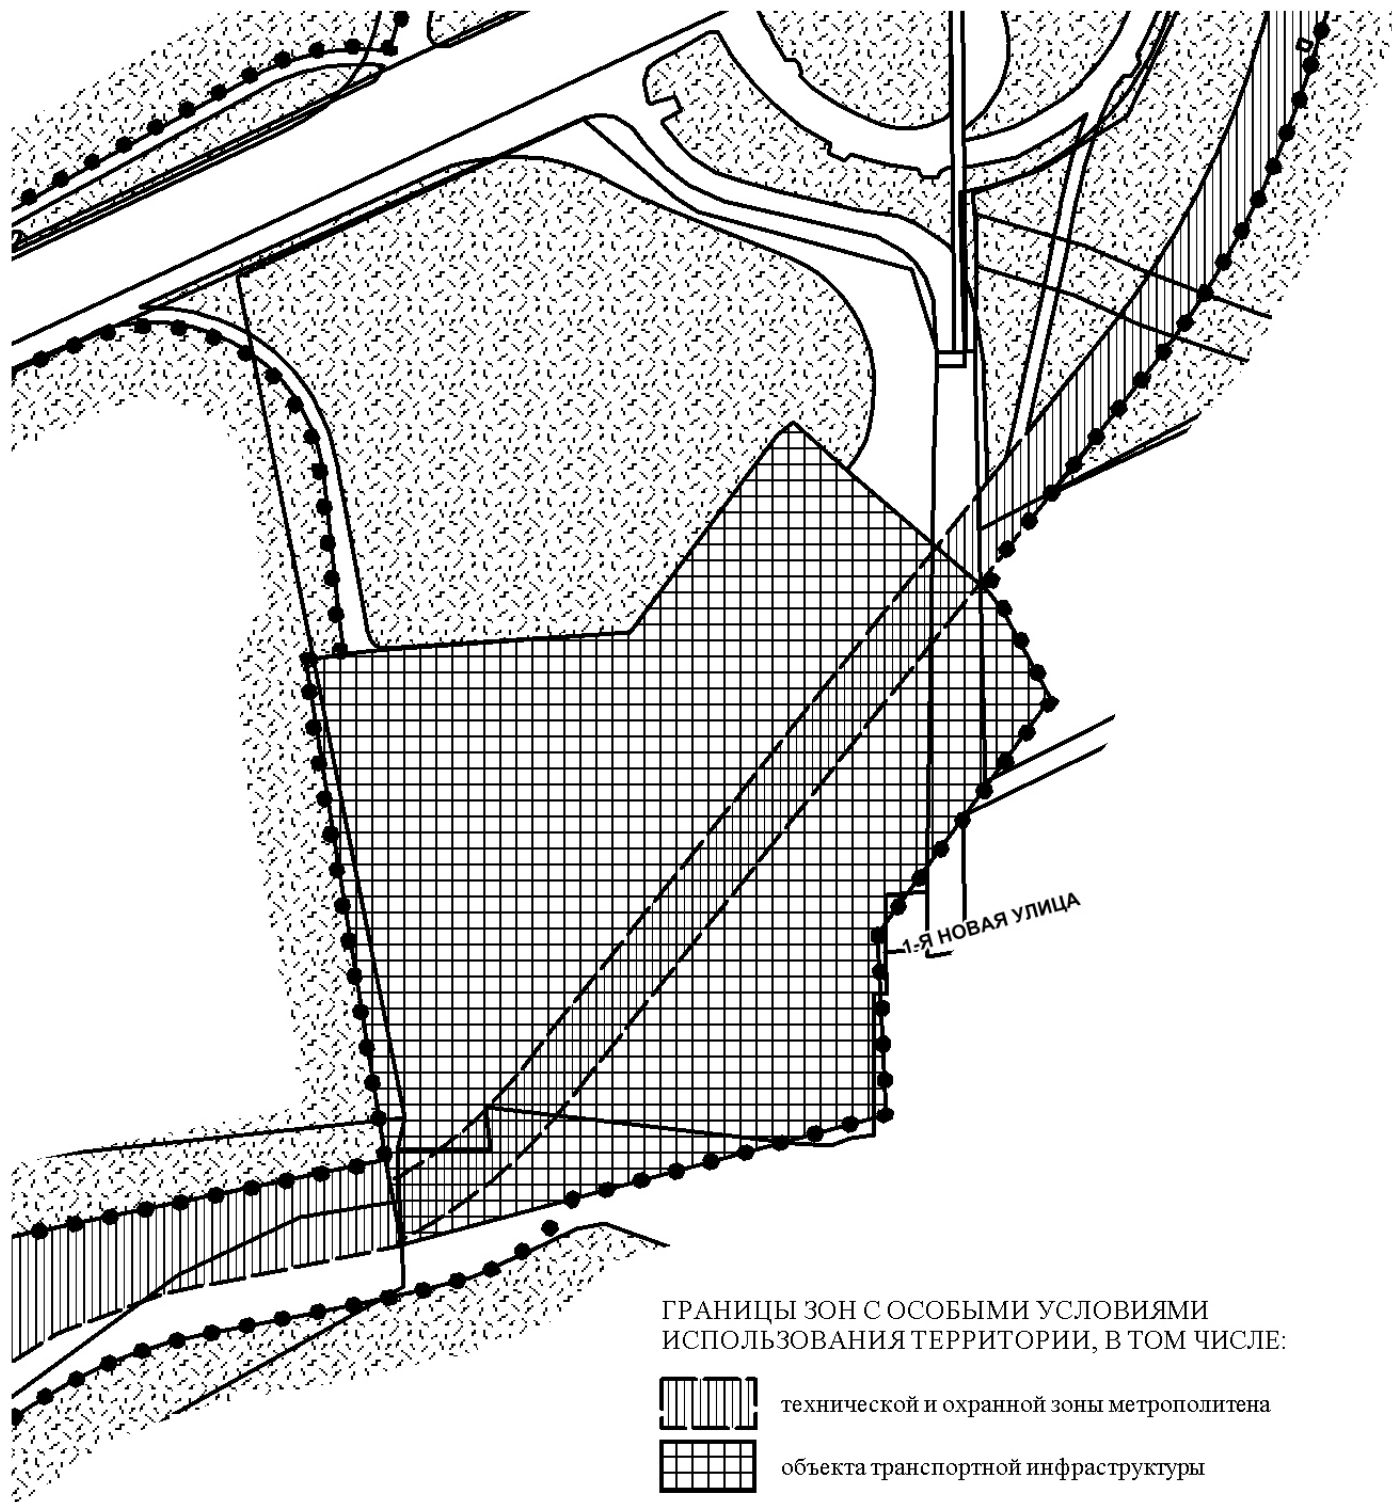 1-Я НОВАЯ УЛИЦА
ГРАНИЦЫ ЗОН С ОСОБЫМИ УСЛОВИЯМИ
ИСПОЛЬЗОВАНИЯ ТЕРРИТОРИИ, В ТОМ ЧИСЛЕ:
технической и охранной зоны метрополитена
объекта транспортной инфраструктуры